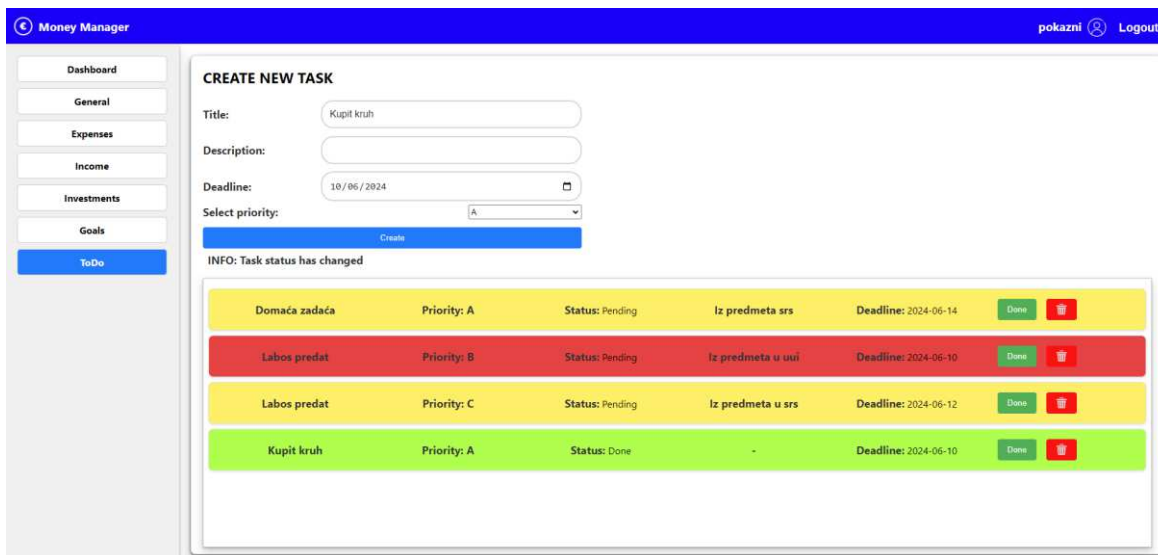 € Money Manager pokazni Logout
Dashboard
General
Expenses
Income
Investments
Goals
ToDo
CREATE NEW TASK
Title: Kupit kruh
Description:
Deadline: 10/06/2024
Select priority: A
Create
INFO: Task status has changed
Domaća zadaća Priority: A Status: Pending Iz predmeta srs Deadline: 2024-06-14 Done
Labos predat Priority: B Status: Pending Iz predmeta u uui Deadline: 2024-06-10 Done
Labos predat Priority: C Status: Pending Iz predmeta u srs Deadline: 2024-06-12 Done
Kupit kruh Priority: A Status: Done - Deadline: 2024-06-10 Done